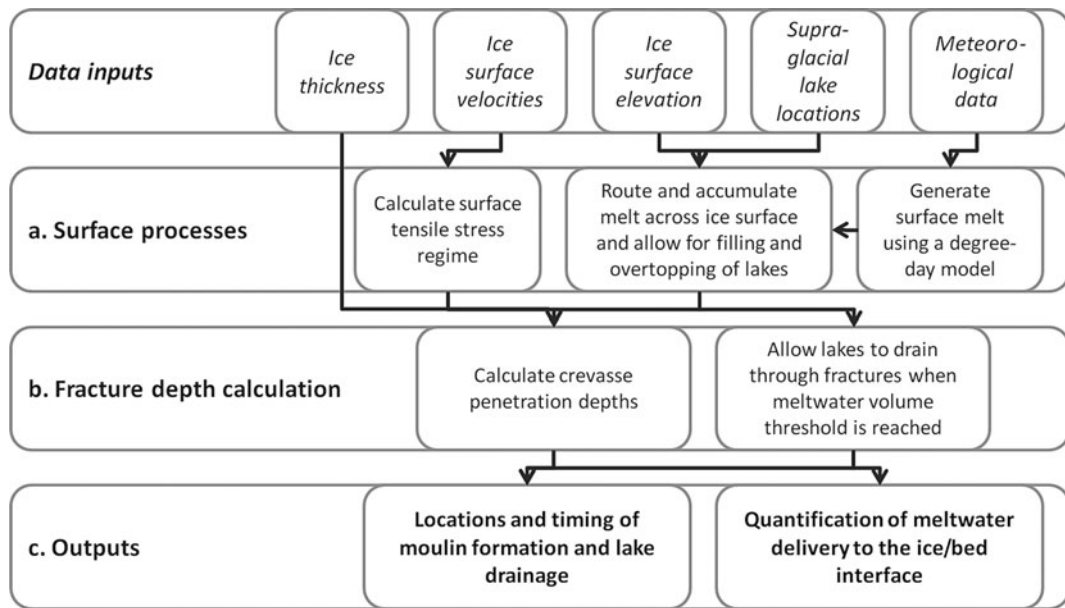 Data inputs
Ice
thickness
Ice
surface
velocities
Ice
surface
elevation
Supra-
glacial
lake
locations
Meteoro-
logical
data
a. Surface processes
Calculate surface
tensile stress
regime
Route and accumulate
melt across ice surface
and allow for filling and
overtopping of lakes
Generate
surface melt
using a degree-
day model
b. Fracture depth calculation
Calculate crevasse
penetration depths
Allow lakes to drain
through fractures when
meltwater volume
threshold is reached
c. Outputs
Locations and timing of
moulin formation and lake
drainage
Quantification of meltwater
delivery to the ice/bed
interface